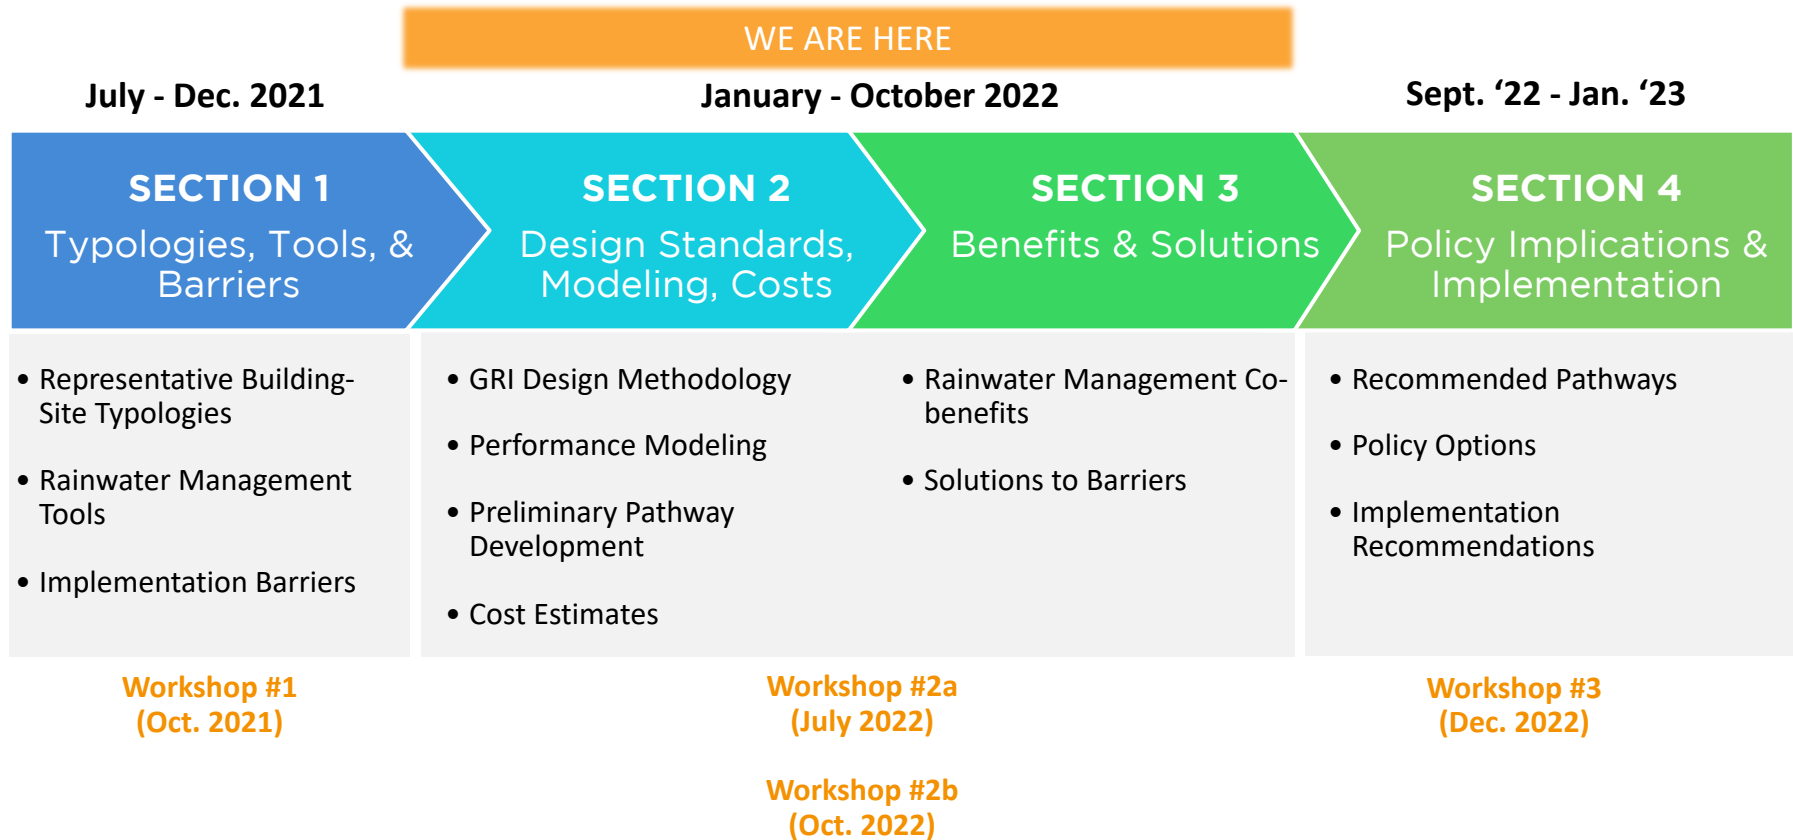 WE ARE HERE
July - Dec. 2021
January - October 2022
Sept. ‘22 - Jan. ‘23
SECTION 1
Typologies, Tools, &
Barriers
SECTION 2
Design Standards,
Modeling, Costs
SECTION 3
Benefits & Solutions
SECTION 4
Policy Implications &
Implementation
• Representative Building-
Site Typologies
• Rainwater Management
Tools
• Implementation Barriers
• GRI Design Methodology
• Performance Modeling
• Preliminary Pathway
Development
• Cost Estimates
• Rainwater Management Co-
benefits
• Solutions to Barriers
• Recommended Pathways
• Policy Options
• Implementation
Recommendations
Workshop #1
(Oct. 2021)
Workshop #2a
(July 2022)
Workshop #2b
(Oct. 2022)
Workshop #3
(Dec. 2022)